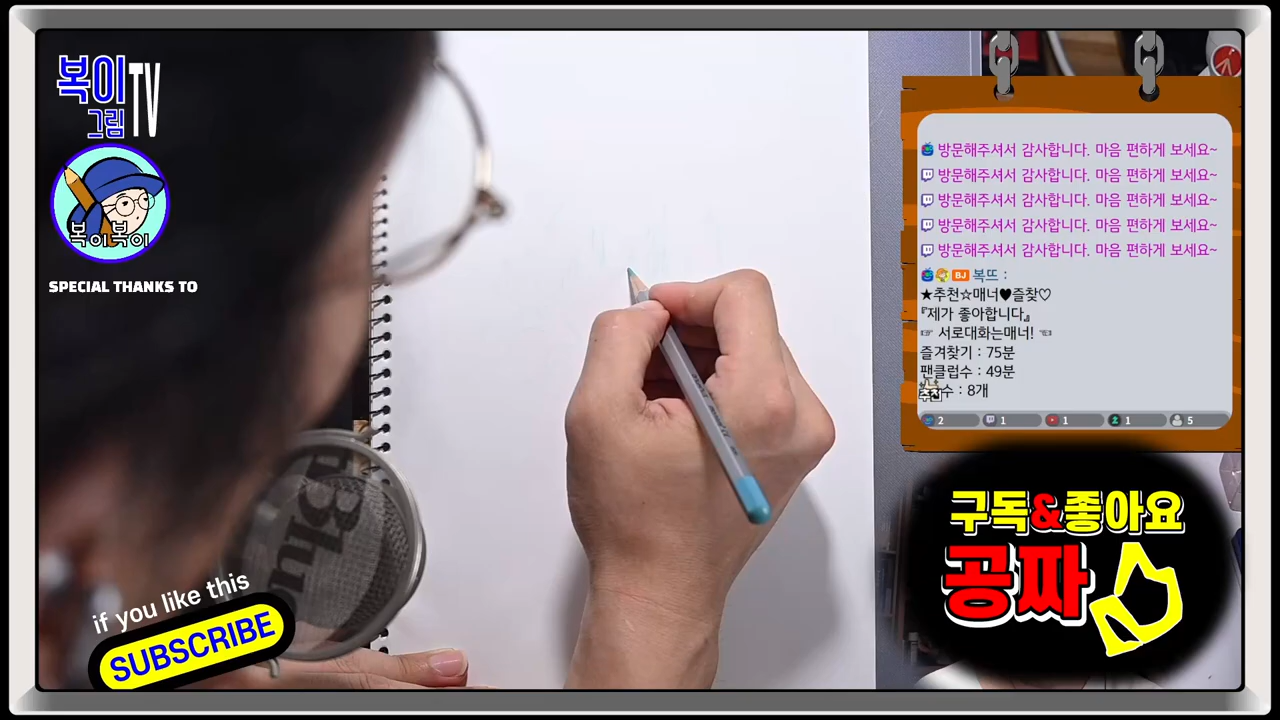 복이TV
그림
복이복이
SPECIAL THANKS TO
Blue
if you like this
SUBSCRIBE
방문해주셔서 감사합니다. 마음 편하게 보세요~
방문해주셔서 감사합니다. 마음 편하게 보세요~
방문해주셔서 감사합니다. 마음 편하게 보세요~
방문해주셔서 감사합니다. 마음 편하게 보세요~
방문해주셔서 감사합니다. 마음 편하게 보세요~
BJ 복뜨 :
★추천☆매너♥즐찾♡
『제가 좋아합니다』
☞ 서로대화는매너! ☜
즐겨찾기 : 75분
팬클럽수 : 49분
수 : 8개
2 1 1 1 5
구독&좋아요
공짜